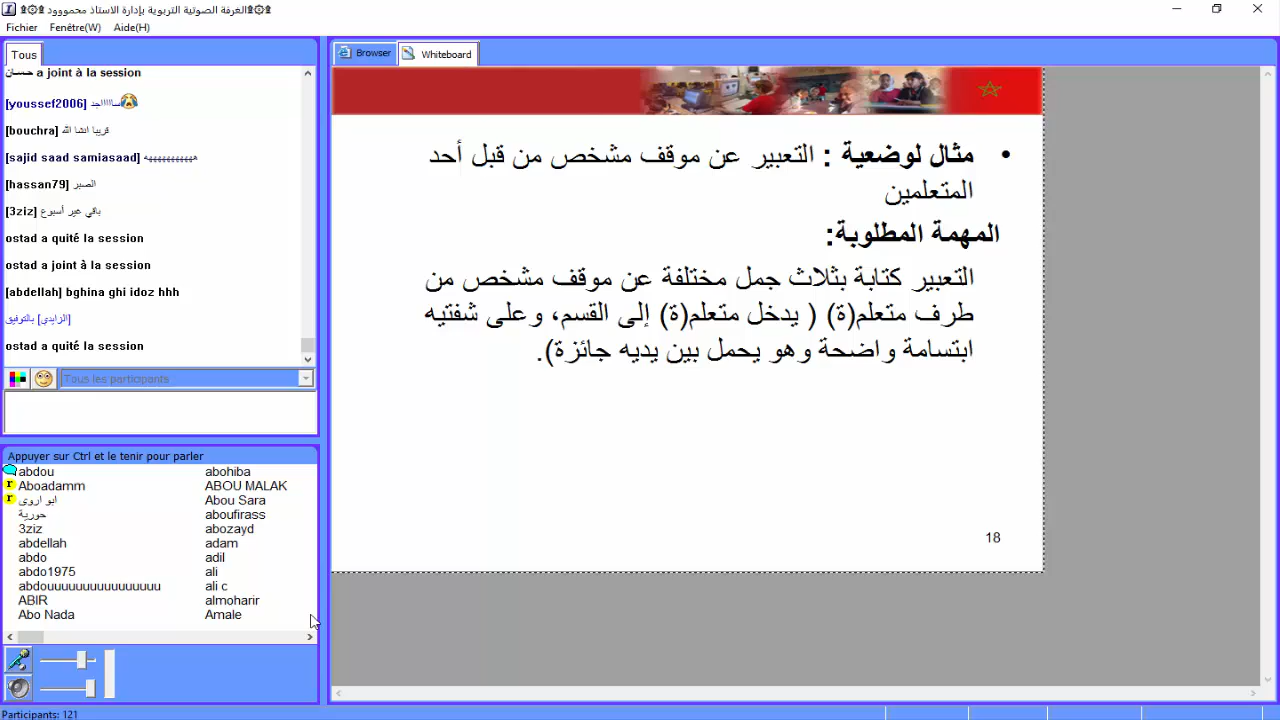 ۩۞۩الغرفة الصوتية التربوية بإدارة الاستاذ محمووود۩۞۩
Fichier Fenêtre(W) Aide(H)
Tous
حسان a joint à la session
[youssef2006] سااااجد
[bouchra] قريبا انشا الله
[sajid saad samiasaad] هههههههههههه
[hassan79] الصبر
[3ziz] باقي غير أسبوع
ostad a quité la session
ostad a joint à la session
[abdellah] bghina ghi idoz hhh
[الزايدي] بالتوفيق
ostad a quité la session
Tous les participants
Appuyer sur Ctrl et le tenir pour parler
abdou abohiba
Aboadamm ABOU MALAK
ابو اروى Abou Sara
حورية aboufirass
3ziz abozayd
abdellah adam
abdo adil
abdo1975 ali
abdouuuuuuuuuuuuuuuu ali c
ABIR almoharir
Abo Nada Amale
Participants: 121
Browser Whiteboard
• مثال لوضعية : التعبير عن موقف مشخص من قبل أحد
المتعلمين
المهمة المطلوبة:
التعبير كتابة بثلاث جمل مختلفة عن موقف مشخص من
طرف متعلم(ة) ( يدخل متعلم(ة) إلى القسم، وعلى شفتيه
ابتسامة واضحة وهو يحمل بين يديه جائزة).
18